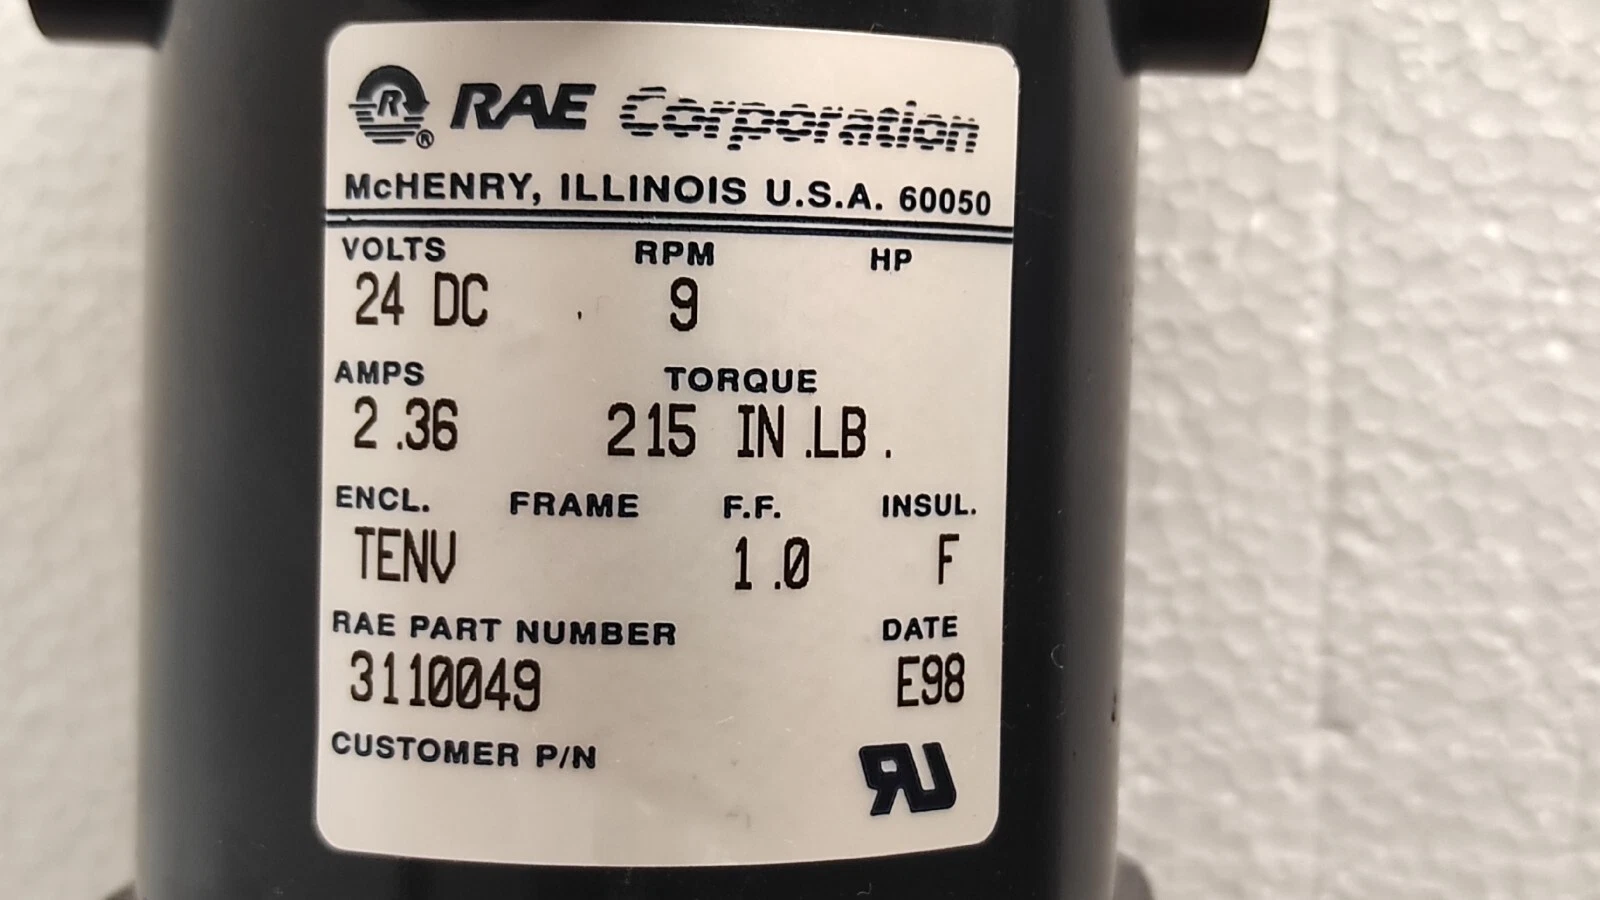 R
®
RAE Corporation
McHENRY, ILLINOIS U.S.A. 60050
VOLTS RPM HP
24 DC 9
AMPS TORQUE
2.36 215 IN.LB.
ENCL. FRAME F.F. INSUL.
TENV 1.0 F
RAE PART NUMBER DATE
3110049 E98
CUSTOMER P/N
RU